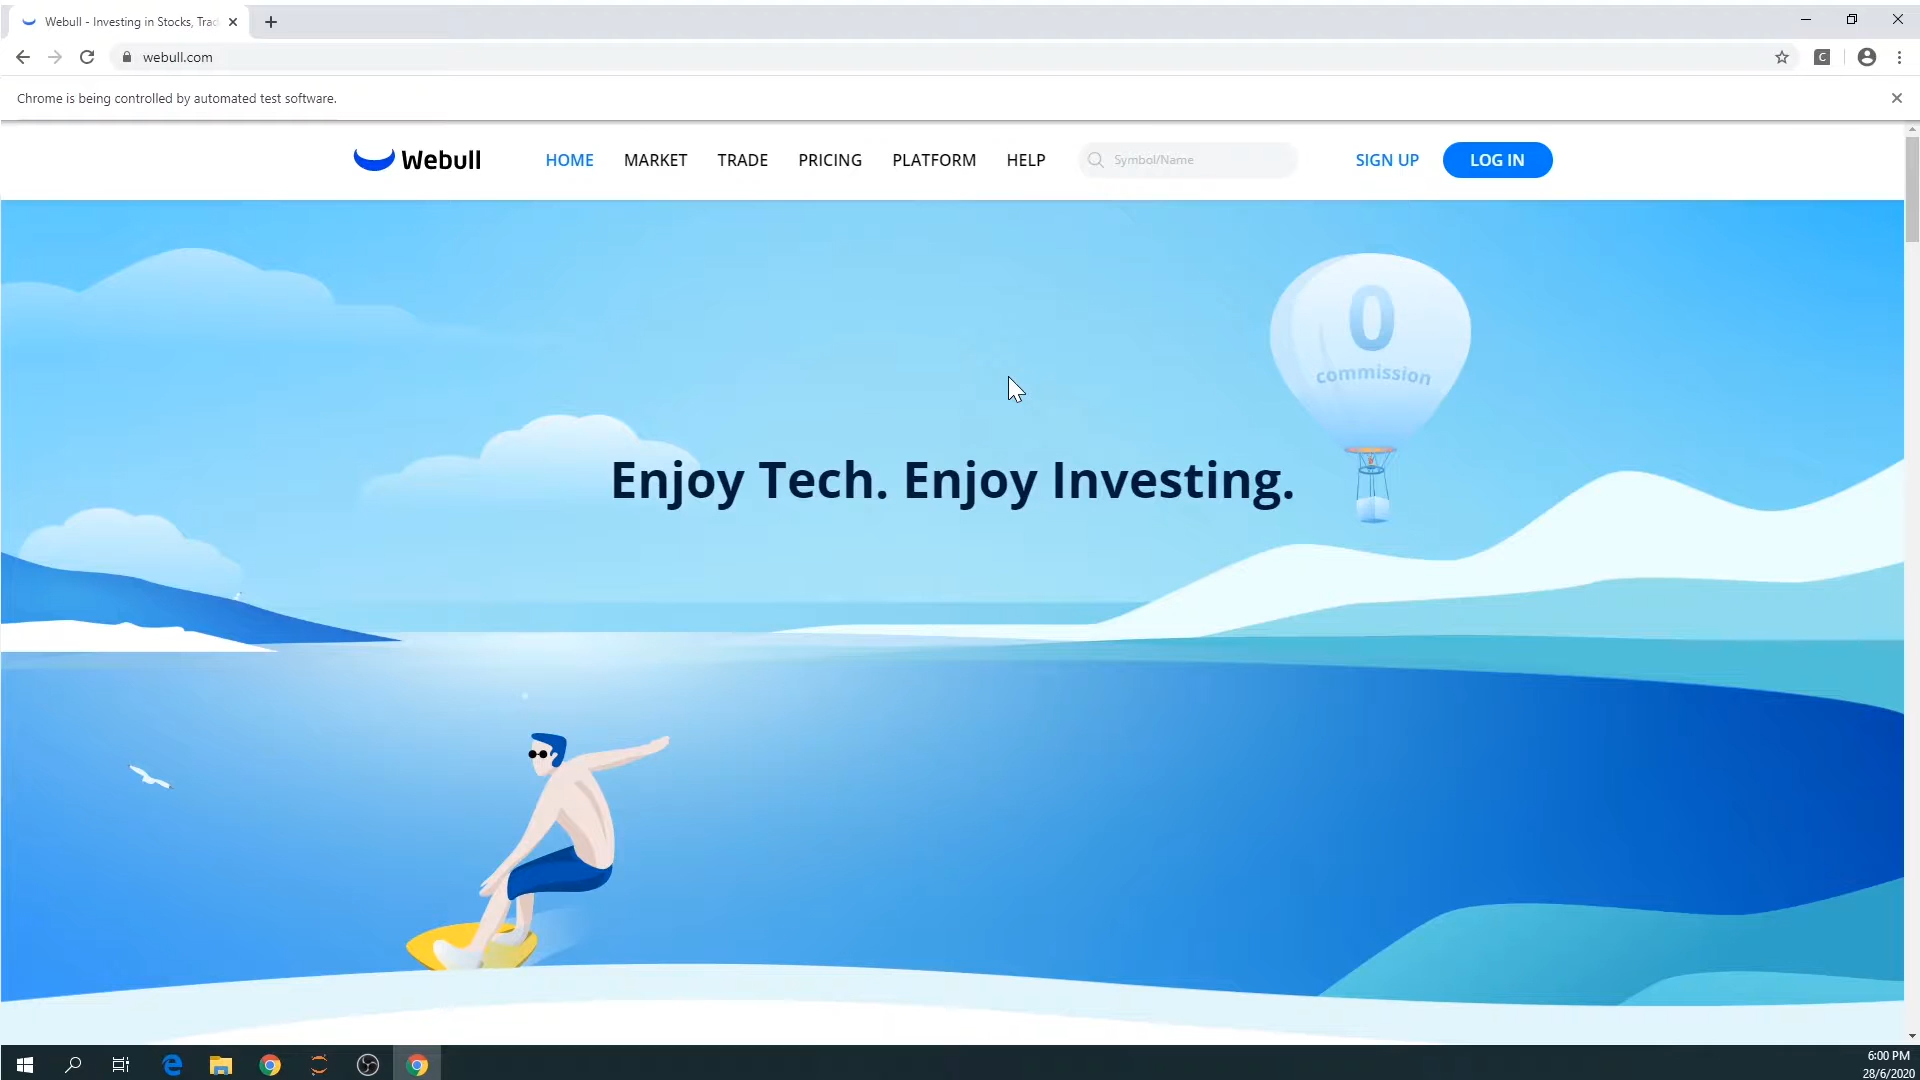 Webull - Investing in Stocks, Trad
webull.com
C
Chrome is being controlled by automated test software.
Webull
HOME
MARKET
TRADE
PRICING
PLATFORM
HELP
Symbol/Name
SIGN UP
LOG IN
0
commission
Enjoy Tech. Enjoy Investing.
6:00 PM
28/6/2020